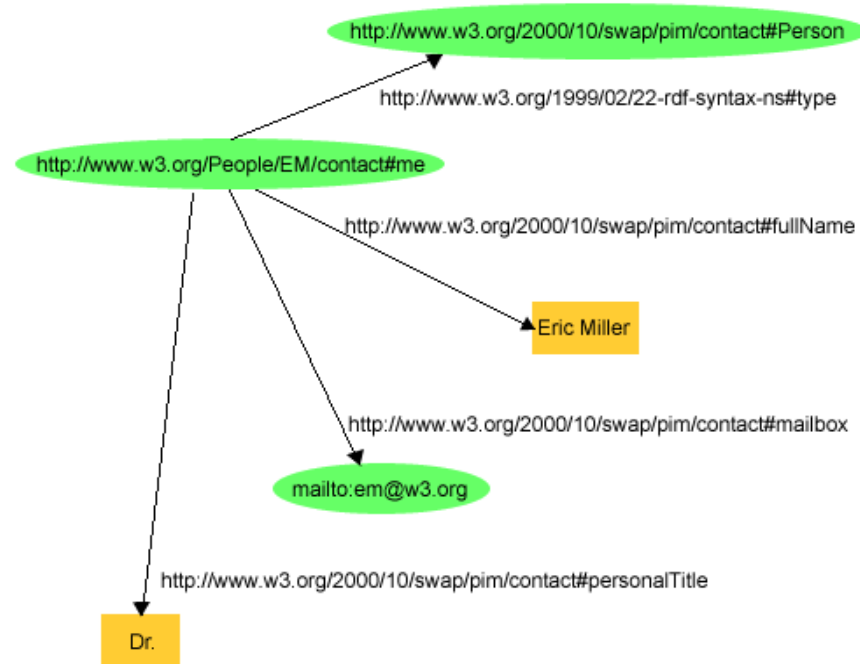 http://www.w3.org/2000/10/swap/pim/contact#Person
http://www.w3.org/1999/02/22-rdf-syntax-ns#type
http://www.w3.org/People/EM/contact#me
http://www.w3.org/2000/10/swap/pim/contact#fullName
Eric Miller
http://www.w3.org/2000/10/swap/pim/contact#mailbox
mailto:em@w3.org
http://www.w3.org/2000/10/swap/pim/contact#personalTitle
Dr.